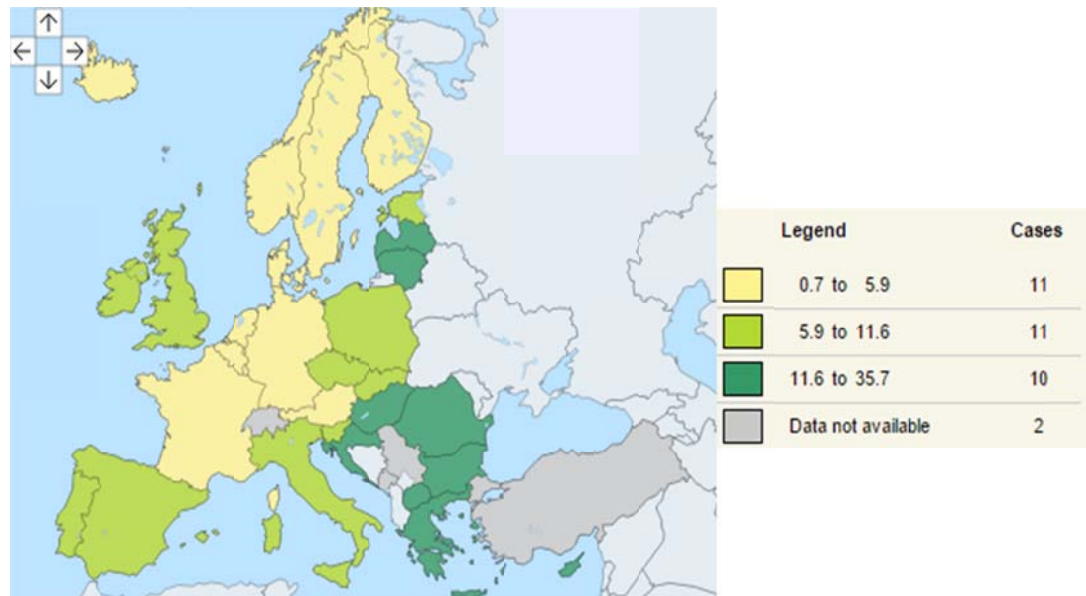 Legend Cases
0.7 to 5.9 11
5.9 to 11.6 11
11.6 to 35.7 10
Data not available 2